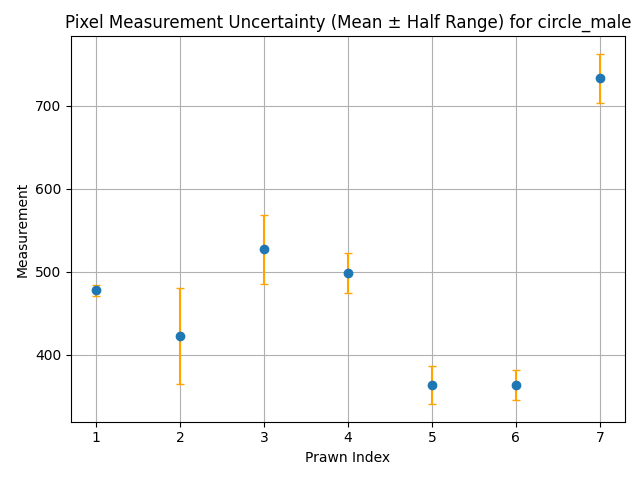 Pixel Measurement Uncertainty (Mean ± Half Range) for circle_male
700
600
500
400
Measurement
1 2 3 4 5 6 7
Prawn Index